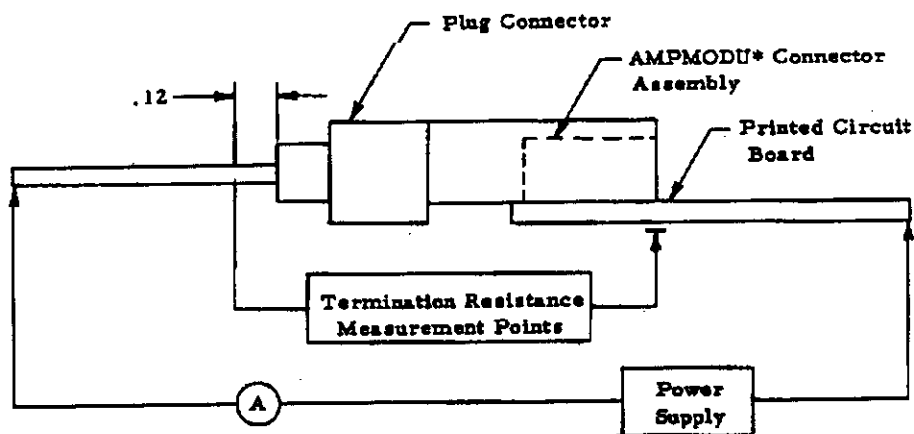 Plug Connector
AMPMODU* Connector
Assembly
.12
Printed Circuit
Board
Termination Resistance
Measurement Points
A
Power
Supply